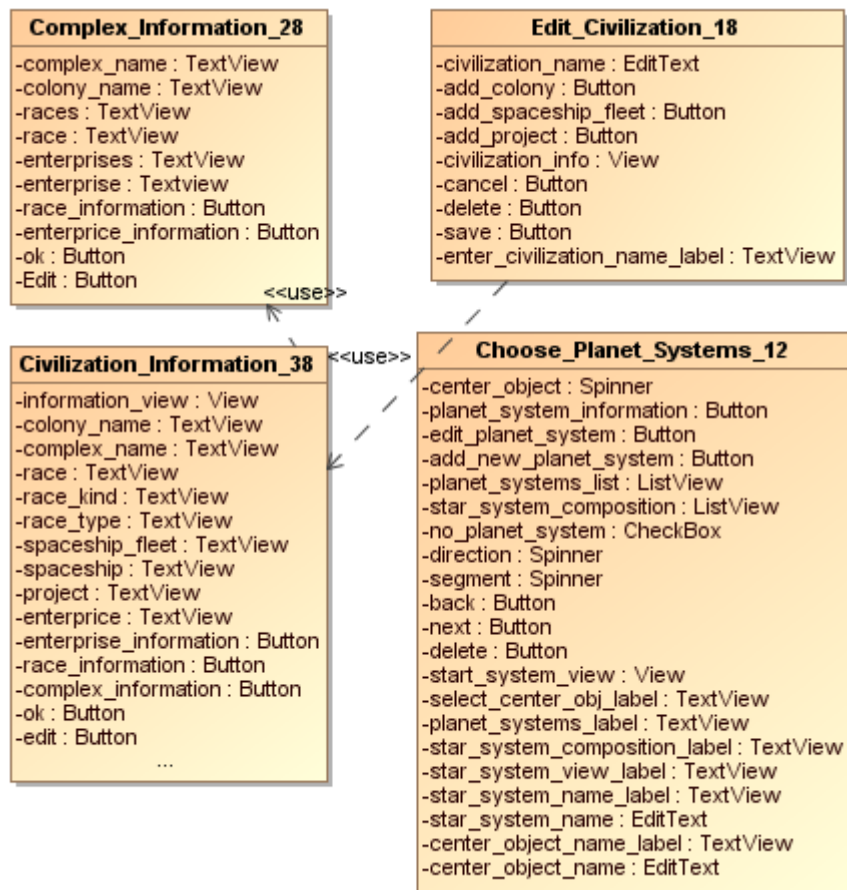 Complex_Information_28
-complex_name : TextView
-colony_name : TextView
-races : TextView
-race : TextView
-enterprises : TextView
-enterprise : Textview
-race_information : Button
-enterprice_information : Button
-ok : Button
-Edit : Button
Edit_Civilization_18
-civilization_name : EditText
-add_colony : Button
-add_spaceship_fleet : Button
-add_project : Button
-civilization_info : View
-cancel : Button
-delete : Button
-save : Button
-enter_civilization_name_label : TextView
<<use>>
<<use>>
Civilization_Information_38
-information_view : View
-colony_name : TextView
-complex_name : TextView
-race : TextView
-race_kind : TextView
-race_type : TextView
-spaceship_fleet : TextView
-spaceship : TextView
-project : TextView
-enterprice : TextView
-enterprise_information : Button
-race_information : Button
-complex_information : Button
-ok : Button
-edit : Button
...
Choose_Planet_Systems_12
-center_object : Spinner
-planet_system_information : Button
-edit_planet_system : Button
-add_new_planet_system : Button
-planet_systems_list : ListView
-star_system_composition : ListView
-no_planet_system : CheckBox
-direction : Spinner
-segment : Spinner
-back : Button
-next : Button
-delete : Button
-start_system_view : View
-select_center_obj_label : TextView
-planet_systems_label : TextView
-star_system_composition_label : TextView
-star_system_view_label : TextView
-star_system_name_label : TextView
-star_system_name : EditText
-center_object_name_label : TextView
-center_object_name : EditText